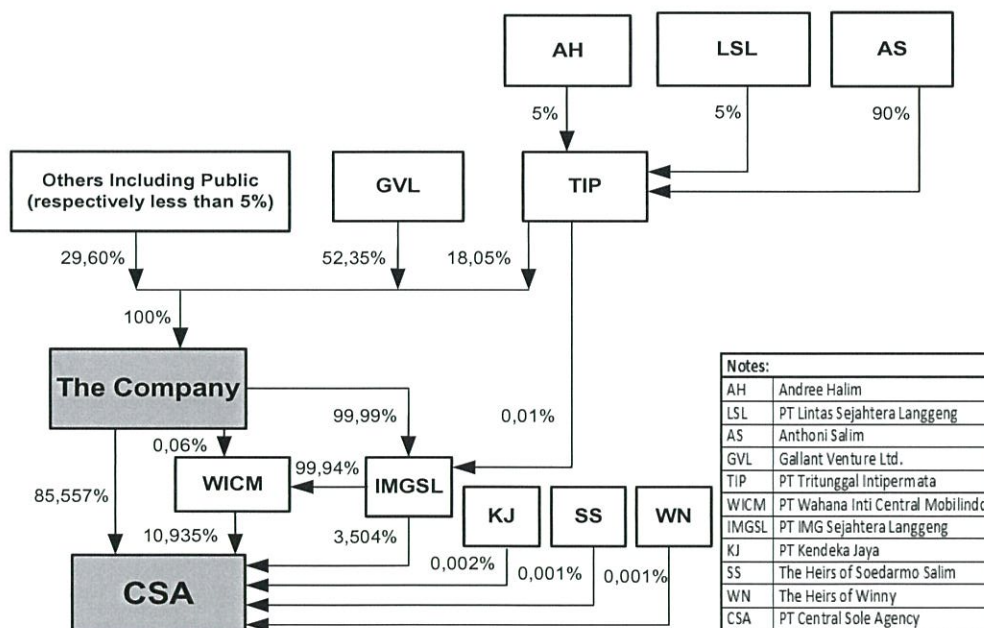 AH
LSL
AS
5%
5%
90%
Others Including Public
(respectively less than 5%)
GVL
TIP
29,60%
52,35%
18,05%
100%
The Company
99,99%
0,01%
0,06%
99,94%
WICM
IMGSL
85,557%
10,935%
3,504%
KJ
SS
WN
0,002%
0,001%
0,001%
CSA
Notes:
AH Andree Halim
LSL PT Lintas Sejahtera Langgeng
AS Anthoni Salim
GVL Gallant Venture Ltd.
TIP PT Tritunggal Intipermata
WICM PT Wahana Inti Central Mobilindo
IMGSL PT IMG Sejahtera Langgeng
KJ PT Kendeka Jaya
SS The Heirs of Soedarmo Salim
WN The Heirs of Winny
CSA PT Central Sole Agency